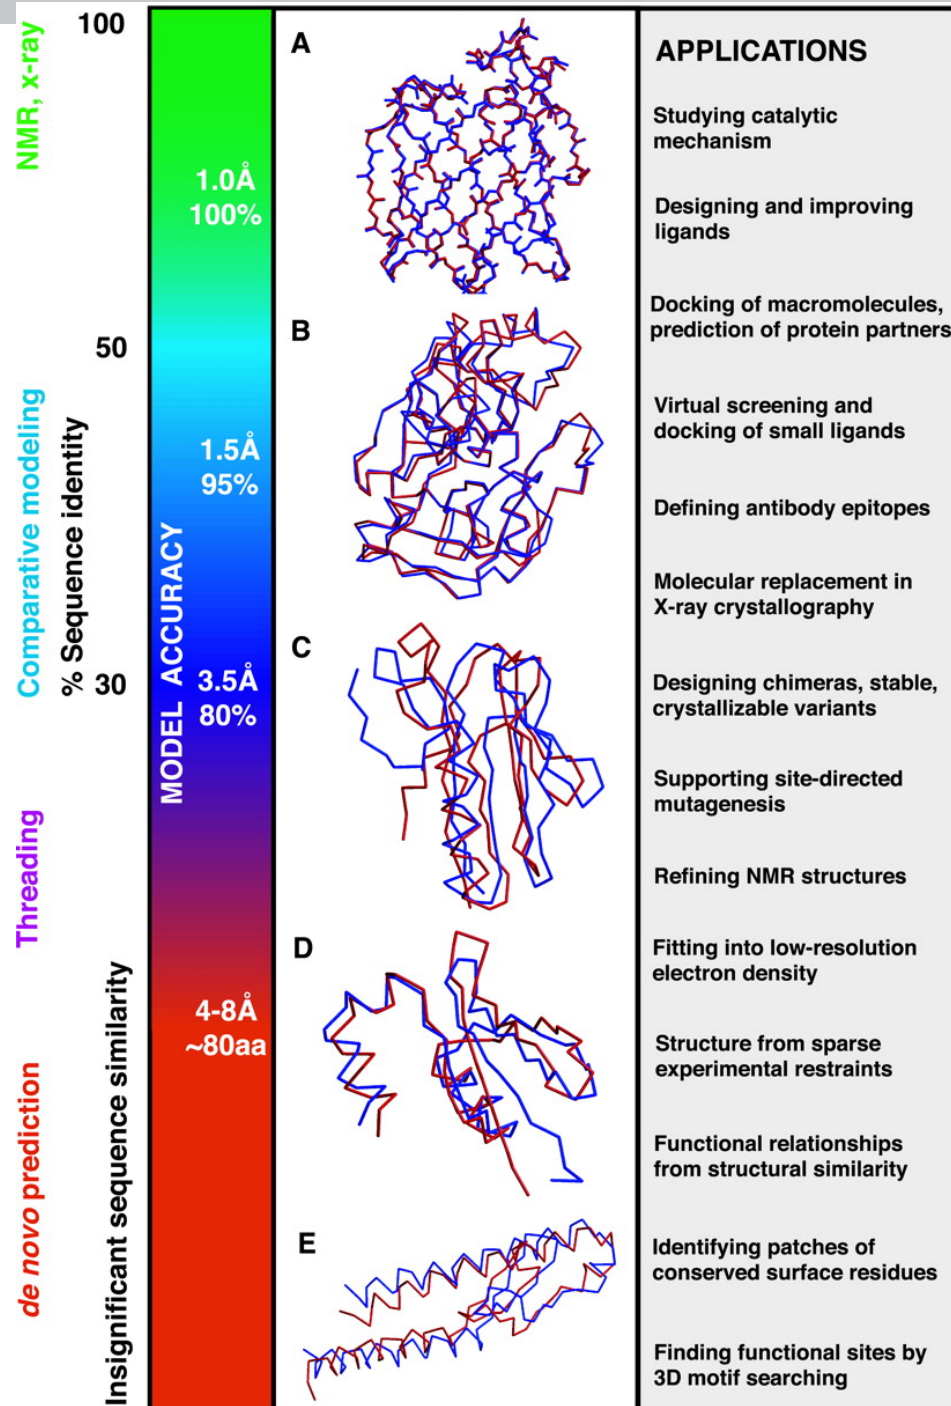 NMR, x-ray
Comparative modeling
Threading
de novo prediction
100
50
% Sequence identity
30
Insignificant sequence similarity
MODEL ACCURACY
1.0Å
100%
1.5Å
95%
3.5Å
80%
4-8Å
~80aa
A
B
C
D
E
APPLICATIONS
Studying catalytic
mechanism
Designing and improving
ligands
Docking of macromolecules,
prediction of protein partners
Virtual screening and
docking of small ligands
Defining antibody epitopes
Molecular replacement in
X-ray crystallography
Designing chimeras, stable,
crystallizable variants
Supporting site-directed
mutagenesis
Refining NMR structures
Fitting into low-resolution
electron density
Structure from sparse
experimental restraints
Functional relationships
from structural similarity
Identifying patches of
conserved surface residues
Finding functional sites by
3D motif searching